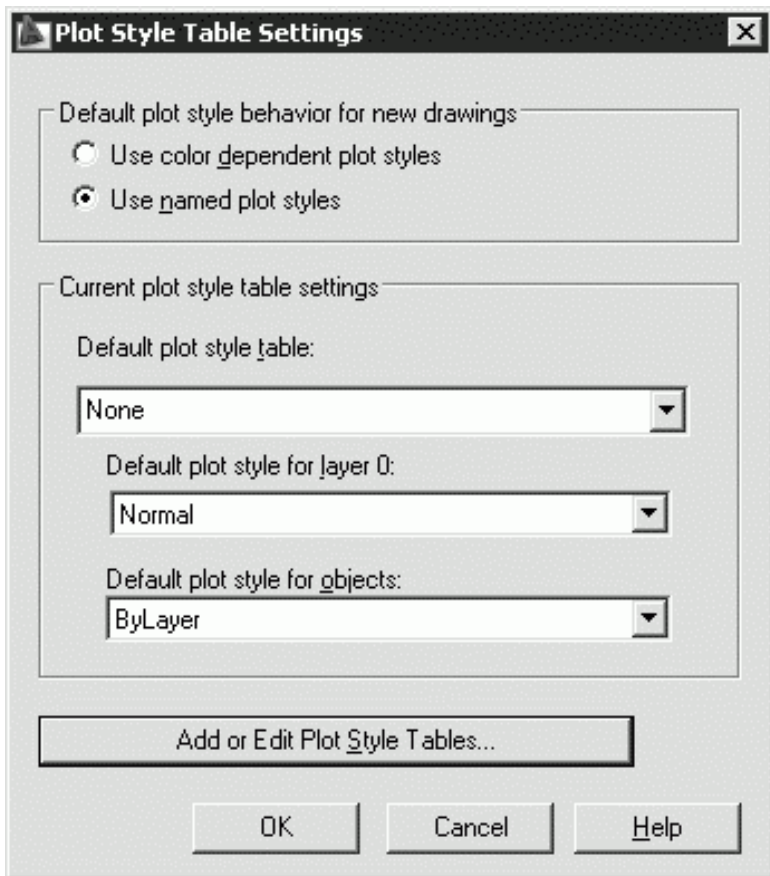 Plot Style Table Settings
Default plot style behavior for new drawings
Use color dependent plot styles
Use named plot styles
Current plot style table settings
Default plot style table:
None
Default plot style for layer 0:
Normal
Default plot style for objects:
ByLayer
Add or Edit Plot Style Tables...
OK Cancel Help